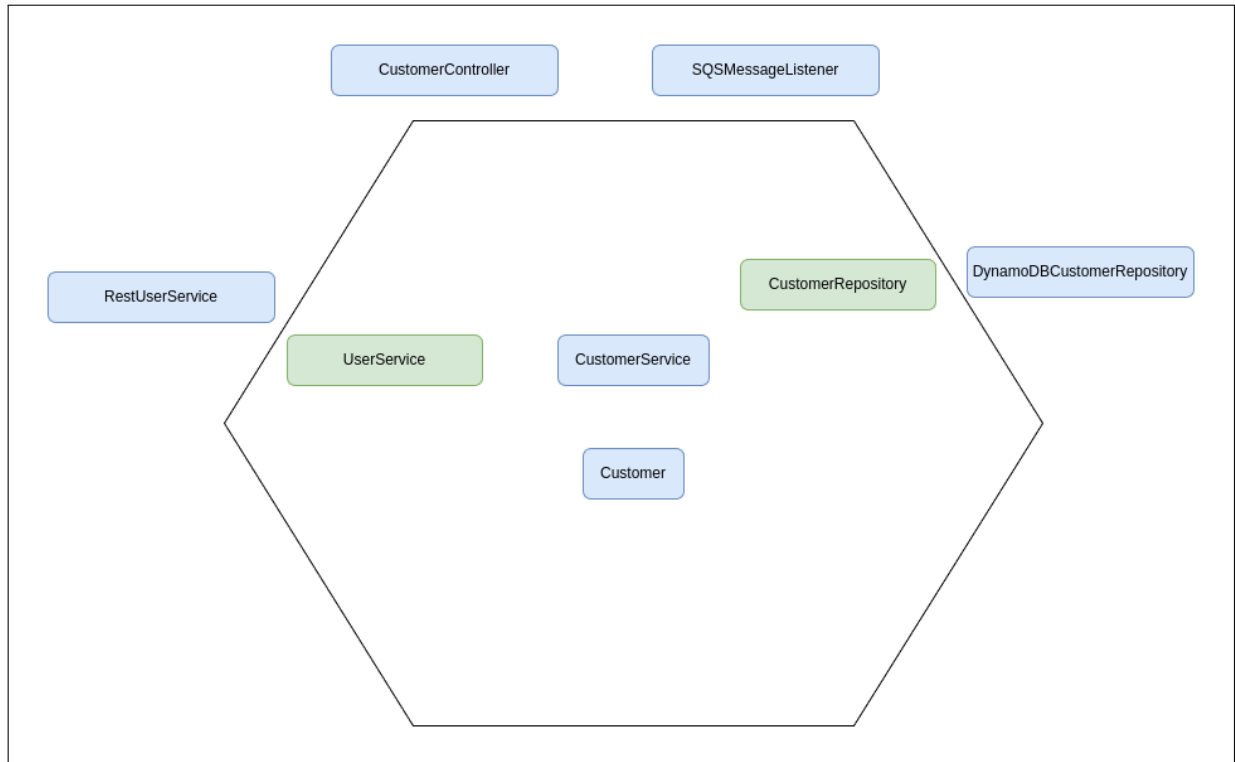 CustomerController
SQSMessageListener
DynamoDBCustomerRepository
CustomerRepository
RestUserService
UserService
CustomerService
Customer